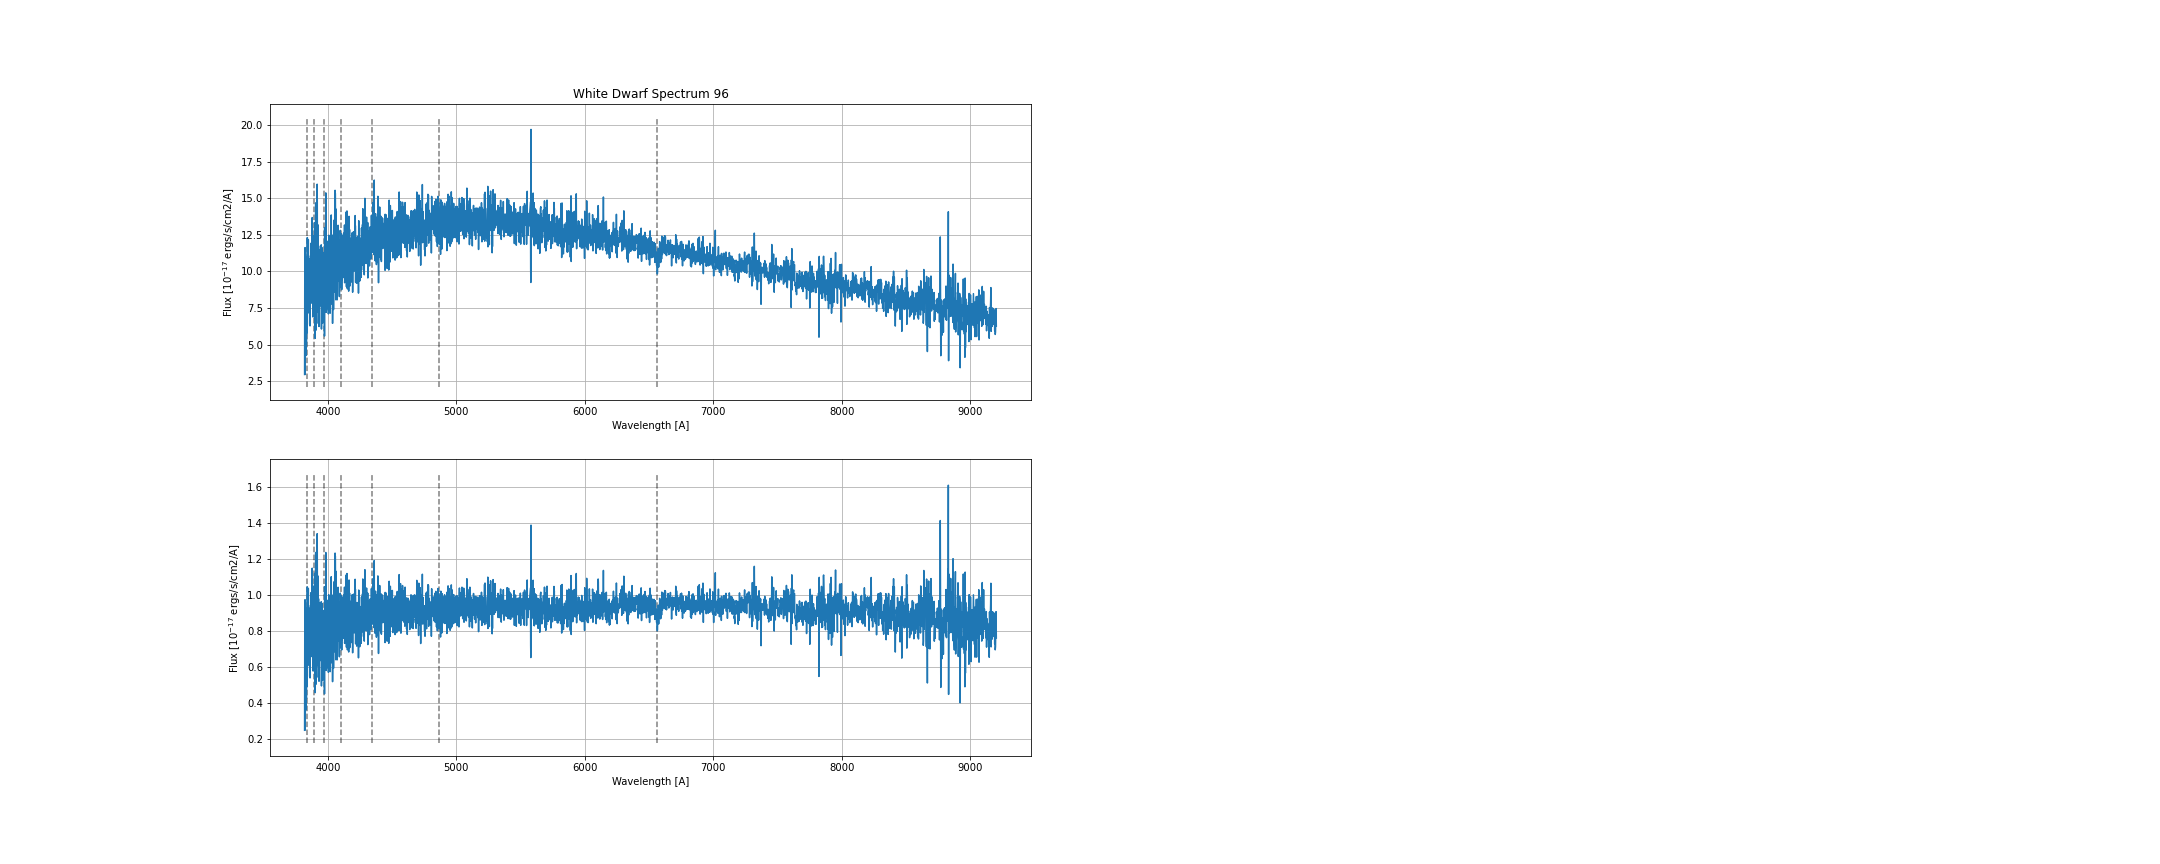 White Dwarf Spectrum 96
Flux [10⁻¹⁷ ergs/s/cm2/A]
20.0
17.5
15.0
12.5
10.0
7.5
5.0
2.5
4000 5000 6000 7000 8000 9000
Wavelength [A]
Flux [10⁻¹⁷ ergs/s/cm2/A]
1.6
1.4
1.2
1.0
0.8
0.6
0.4
0.2
4000 5000 6000 7000 8000 9000
Wavelength [A]